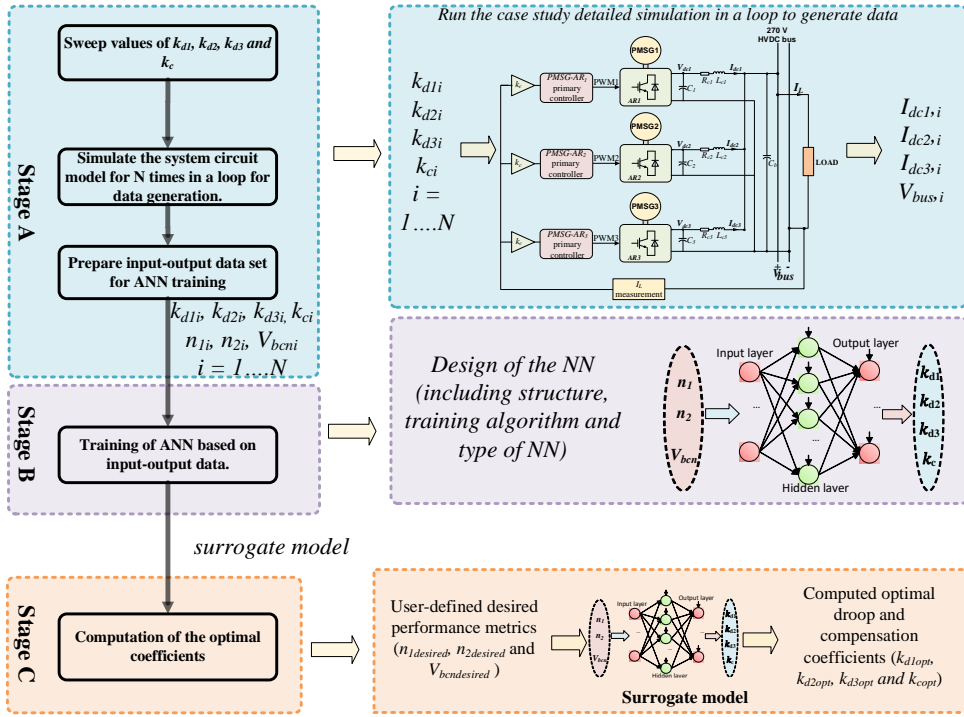 Stage A
Sweep values of kd1, kd2, kd3 and
kc
Simulate the system circuit
model for N times in a loop for
data generation.
Prepare input-output data set
for ANN training
kd1i, kd2i, kd3i, kci
n1i, n2i, Vbcni
i = 1....N
Run the case study detailed simulation in a loop to generate data
kd1i
kd2i
kd3i
kci
i =
1....N
270 V
HVDC bus
PMSG1
kc
PMSG-AR1
primary
controller
PWM1
AR1
Vdc1
Idc1
Rc1 Lc1
C1
IL
PMSG2
kc
PMSG-AR2
primary
controller
PWM2
AR2
Vdc2
Idc2
Rc2 Lc2
C2
Cb
LOAD
PMSG3
kc
PMSG-AR3
primary
controller
PWM3
AR3
Vdc3
Idc3
Rc3 Lc3
C3
+ -
Vbus
IL
measurement
Idc1,i
Idc2,i
Idc3,i
Vbus,i
Stage B
Training of ANN based on
input-output data.
Design of the NN
(including structure,
training algorithm and
type of NN)
n1
n2
Vbcn
Input layer
Output layer
...
...
...
Hidden layer
kd1
kd2
kd3
kc
surrogate model
Stage C
Computation of the optimal
coefficients
User-defined desired
performance metrics
(n1desired, n2desired and
Vbcndesired )
n1
n2
Vbcn
Input layer
Output layer
Hidden layer
Surrogate model
Computed optimal
droop and
compensation
coefficients (kd1opt,
kd2opt, kd3opt and kcopt)